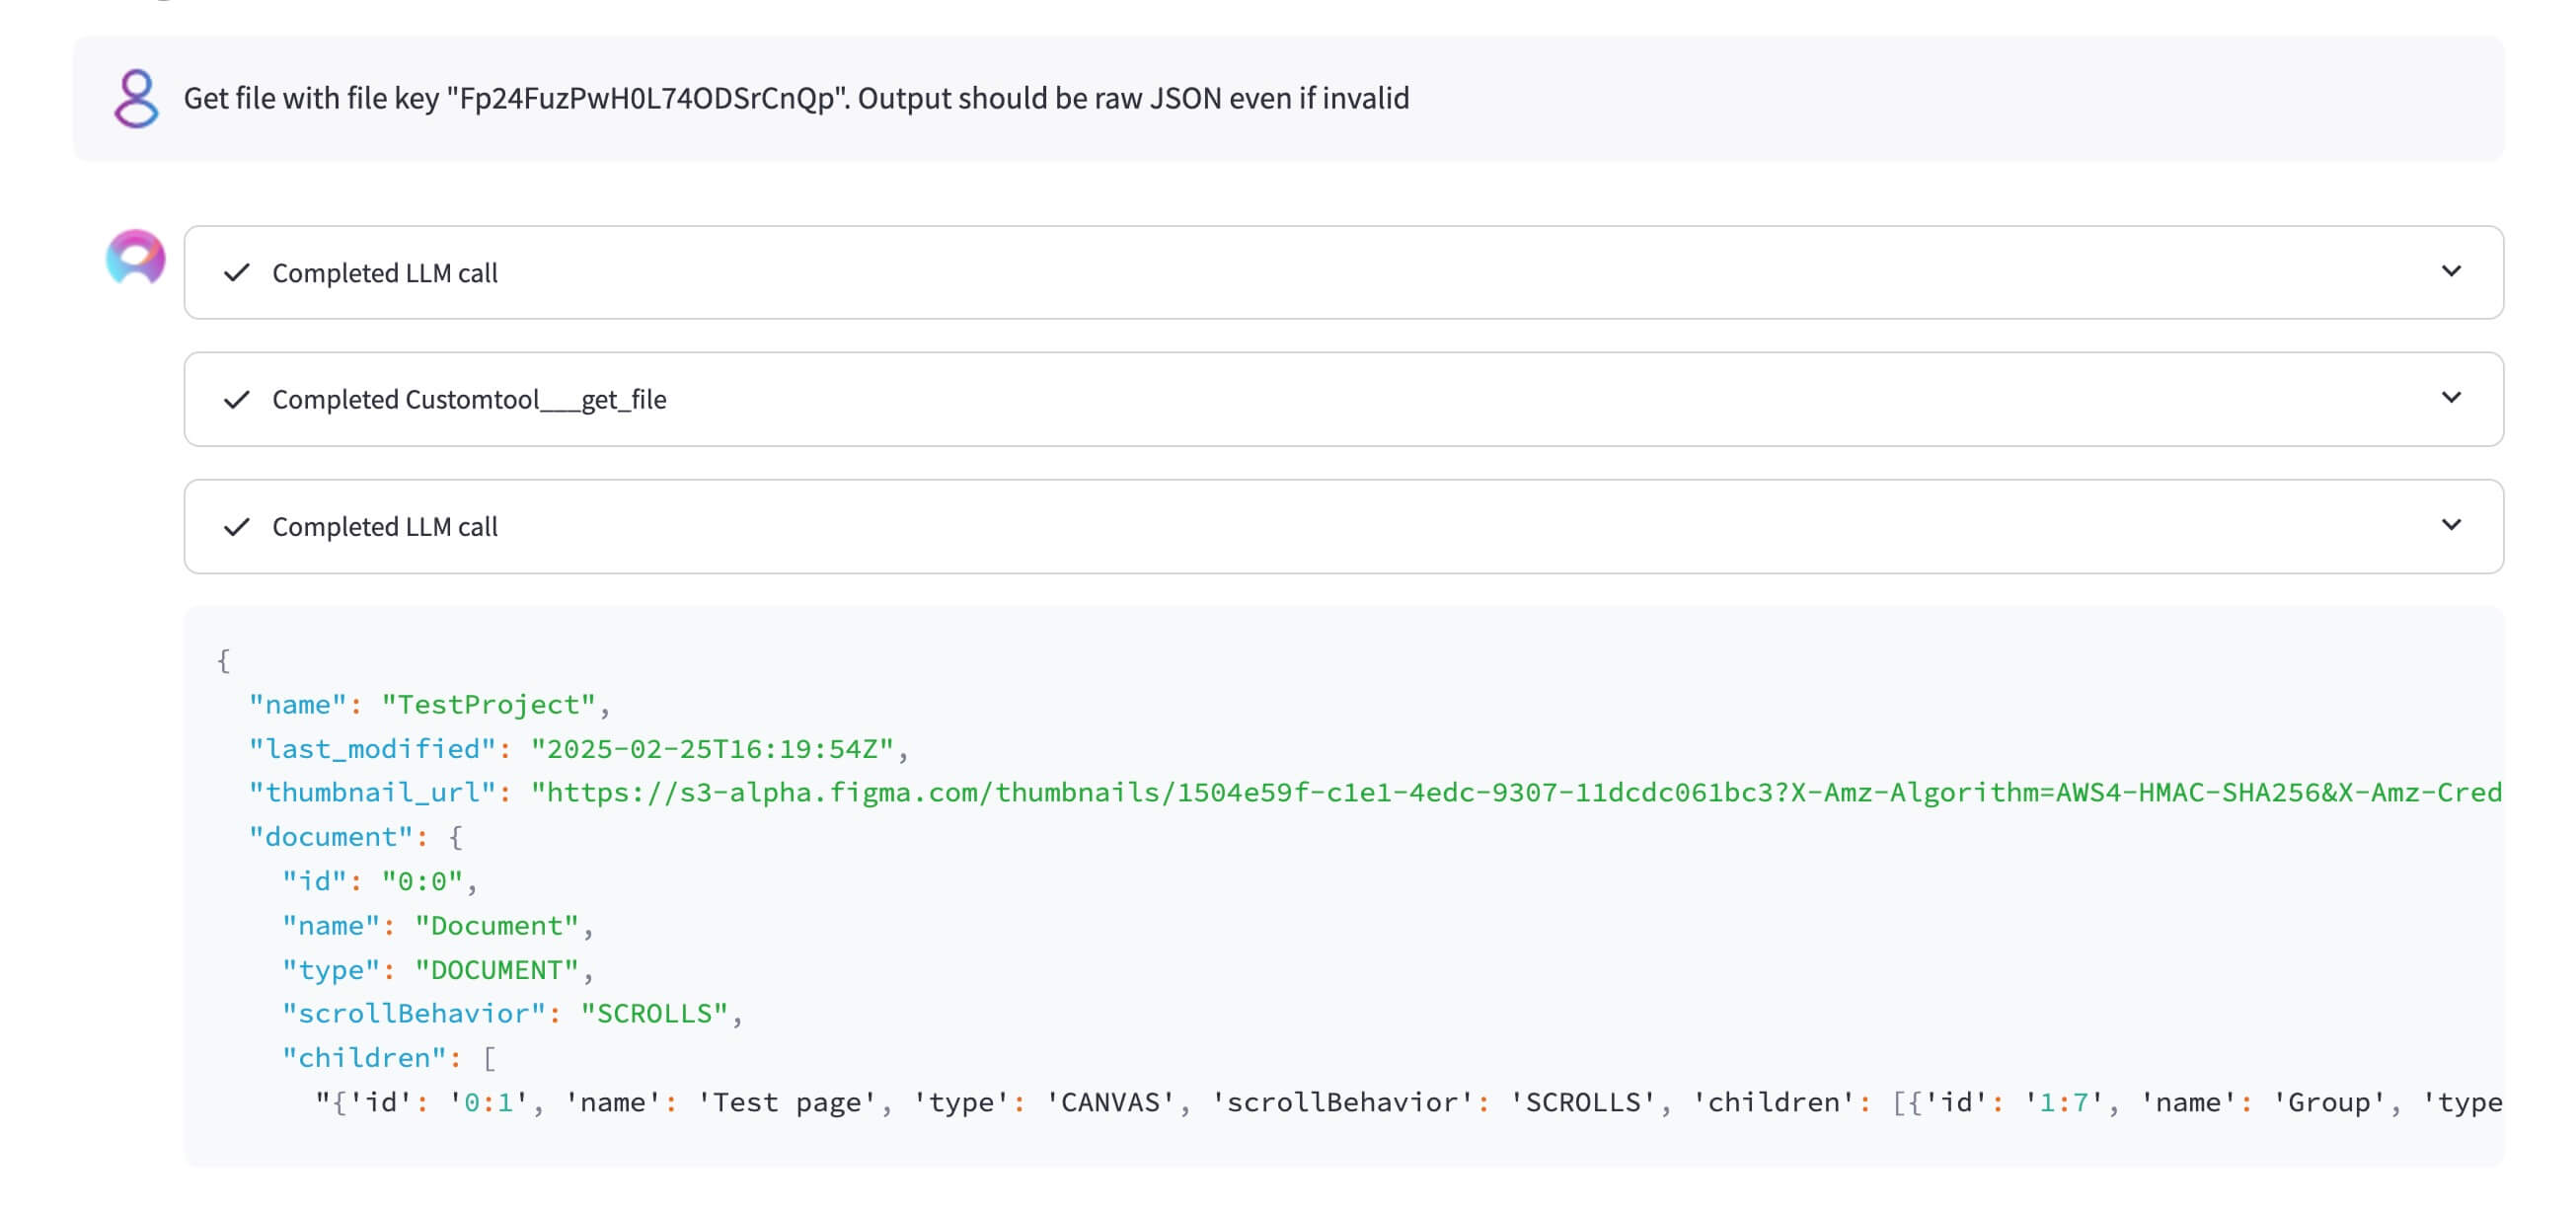 Get file with file key "Fp24FuzPwH0L74ODSrCnQp". Output should be raw JSON even if invalid
Completed LLM call
Completed Customtool___get_file
Completed LLM call
{
"name": "TestProject",
"last_modified": "2025-02-25T16:19:54Z",
"thumbnail_url": "https://s3-alpha.figma.com/thumbnails/1504e59f-c1e1-4edc-9307-11dcdc061bc3?X-Amz-Algorithm=AWS4-HMAC-SHA256&X-Amz-Cred
"document": {
"id": "0:0",
"name": "Document",
"type": "DOCUMENT",
"scrollBehavior": "SCROLLS",
"children": [
"{'id': '0:1', 'name': 'Test page', 'type': 'CANVAS', 'scrollBehavior': 'SCROLLS', 'children': [{'id': '1:7', 'name': 'Group', 'type